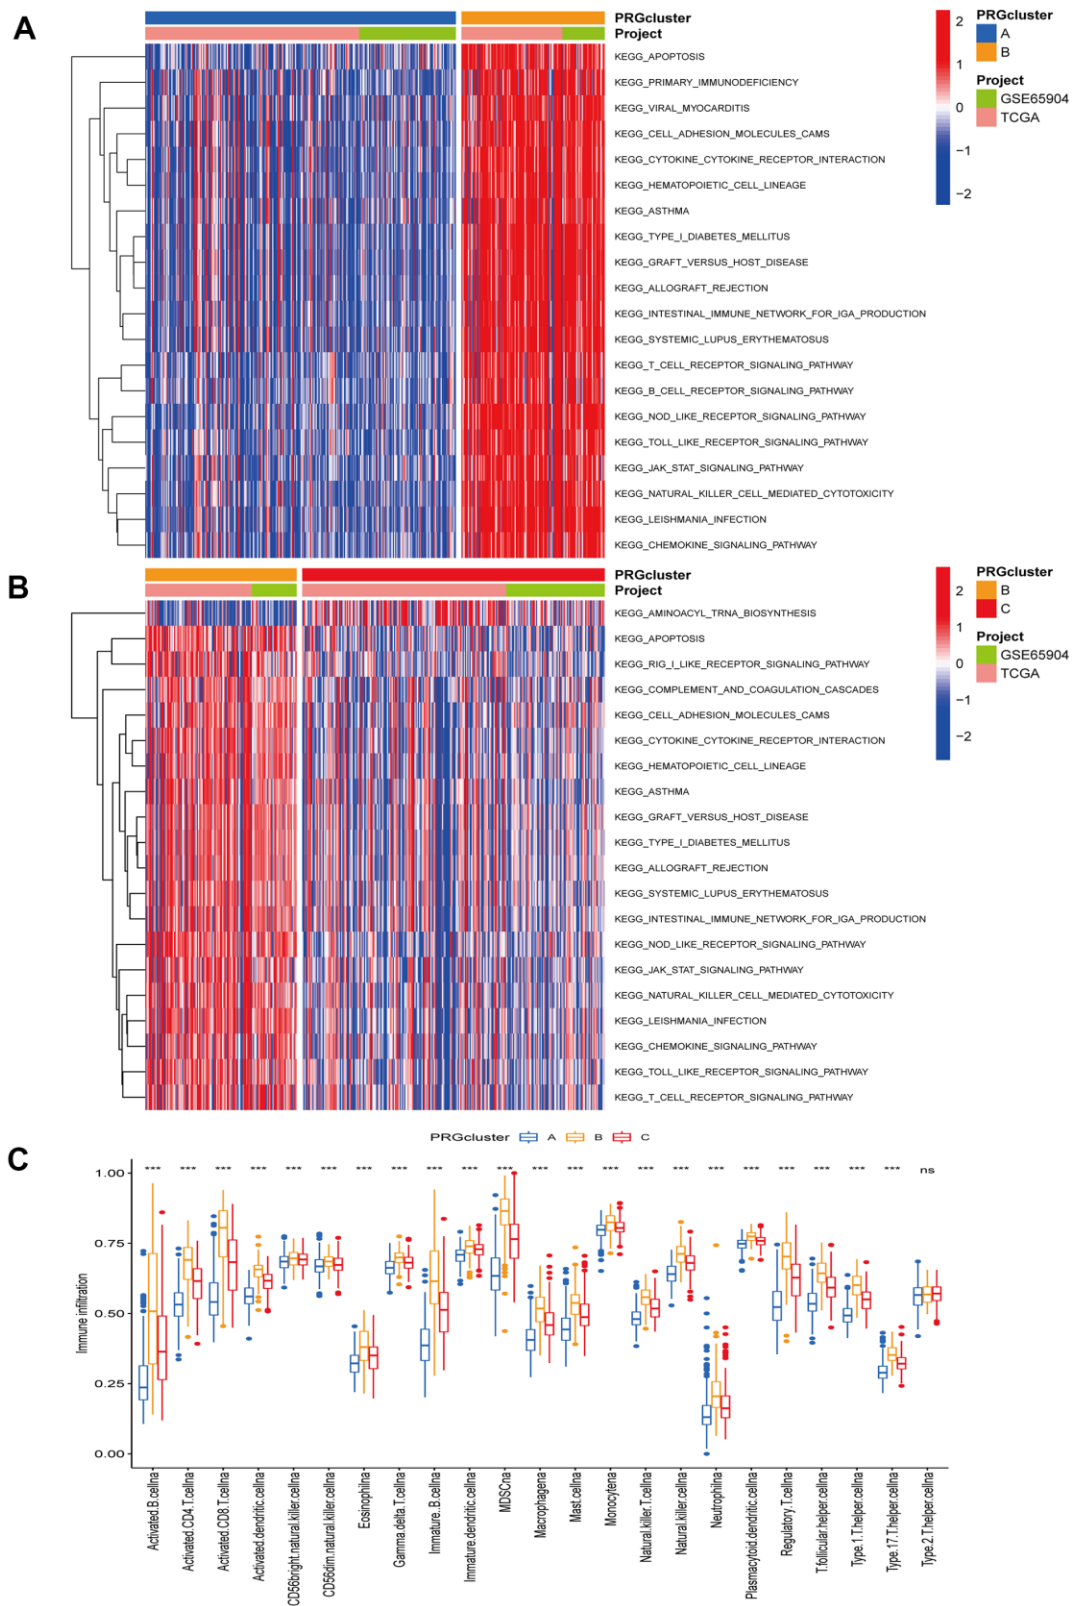 A
PRGcluster
Project
KEGG_APOPTOSIS
KEGG_PRIMARY_IMMUNODEFICIENCY
KEGG_VIRAL_MYOCARDITIS
KEGG_CELL_ADHESION_MOLECULES_CAMS
KEGG_CYTOKINE_CYTOKINE_RECEPTOR_INTERACTION
KEGG_HEMATOPOIETIC_CELL_LINEAGE
KEGG_ASTHMA
KEGG_TYPE_I_DIABETES_MELLITUS
KEGG_GRAFT_VERSUS_HOST_DISEASE
KEGG_ALLOGRAFT_REJECTION
KEGG_INTESTINAL_IMMUNE_NETWORK_FOR_IGA_PRODUCTION
KEGG_SYSTEMIC_LUPUS_ERYTHEMATOSUS
KEGG_T_CELL_RECEPTOR_SIGNALING_PATHWAY
KEGG_B_CELL_RECEPTOR_SIGNALING_PATHWAY
KEGG_NOD_LIKE_RECEPTOR_SIGNALING_PATHWAY
KEGG_TOLL_LIKE_RECEPTOR_SIGNALING_PATHWAY
KEGG_JAK_STAT_SIGNALING_PATHWAY
KEGG_NATURAL_KILLER_CELL_MEDIATED_CYTOTOXICITY
KEGG_LEISHMANIA_INFECTION
KEGG_CHEMOKINE_SIGNALING_PATHWAY
2
1
0
−1
−2
PRGcluster
A
B
Project
GSE65904
TCGA
B
PRGcluster
Project
KEGG_AMINOACYL_TRNA_BIOSYNTHESIS
KEGG_APOPTOSIS
KEGG_RIG_I_LIKE_RECEPTOR_SIGNALING_PATHWAY
KEGG_COMPLEMENT_AND_COAGULATION_CASCADES
KEGG_CELL_ADHESION_MOLECULES_CAMS
KEGG_CYTOKINE_CYTOKINE_RECEPTOR_INTERACTION
KEGG_HEMATOPOIETIC_CELL_LINEAGE
KEGG_ASTHMA
KEGG_GRAFT_VERSUS_HOST_DISEASE
KEGG_TYPE_I_DIABETES_MELLITUS
KEGG_ALLOGRAFT_REJECTION
KEGG_SYSTEMIC_LUPUS_ERYTHEMATOSUS
KEGG_INTESTINAL_IMMUNE_NETWORK_FOR_IGA_PRODUCTION
KEGG_NOD_LIKE_RECEPTOR_SIGNALING_PATHWAY
KEGG_JAK_STAT_SIGNALING_PATHWAY
KEGG_NATURAL_KILLER_CELL_MEDIATED_CYTOTOXICITY
KEGG_LEISHMANIA_INFECTION
KEGG_CHEMOKINE_SIGNALING_PATHWAY
KEGG_TOLL_LIKE_RECEPTOR_SIGNALING_PATHWAY
KEGG_T_CELL_RECEPTOR_SIGNALING_PATHWAY
2
1
0
−1
−2
PRGcluster
B
C
Project
GSE65904
TCGA
C
PRGcluster A B C
*** *** *** *** *** *** *** *** *** *** *** *** *** *** *** *** *** *** *** *** *** *** ns
Immune infiltration
1.00
0.75
0.50
0.25
0.00
Activated.B.cellna
Activated.CD4.T.cellna
Activated.CD8.T.cellna
Activated.dendritic.cellna
CD56bright.natural.killer.cellna
CD56dim.natural.killer.cellna
Eosinophilna
Gamma.delta.T.cellna
Immature..B.cellna
Immature.dendritic.cellna
MDSCna
Macrophagena
Mast.cellna
Monocytena
Natural.killer.T.cellna
Natural.killer.cellna
Neutrophilna
Plasmacytoid.dendritic.cellna
Regulatory.T.cellna
T.follicular.helper.cellna
Type.1.T.helper.cellna
Type.17.T.helper.cellna
Type.2.T.helper.cellna